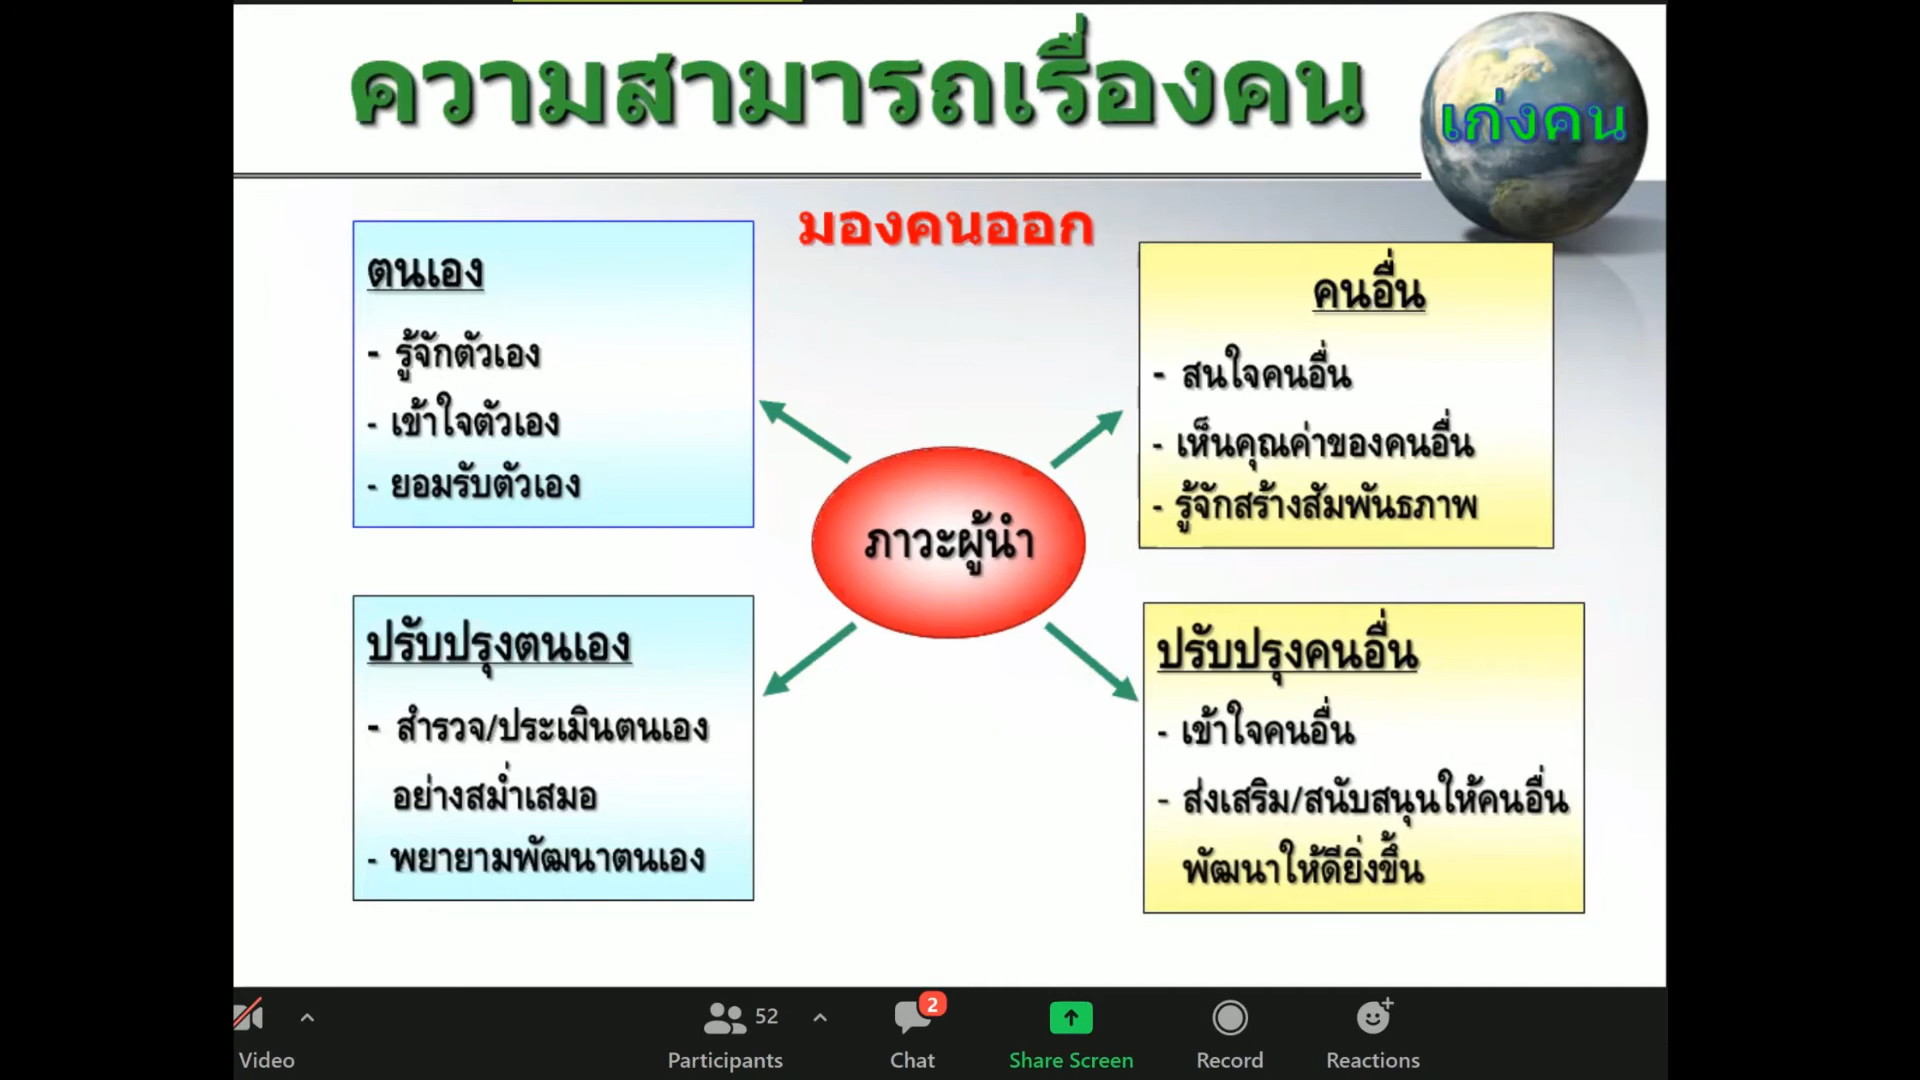 ความสามารถเรื่องคน
เก่งคน
มองคนออก
ตนเอง
- รู้จักตัวเอง
- เข้าใจตัวเอง
- ยอมรับตัวเอง
คนอื่น
- สนใจคนอื่น
- เห็นคุณค่าของคนอื่น
- รู้จักสร้างสัมพันธภาพ
ภาวะผู้นำ
ปรับปรุงตนเอง
- สำรวจ/ประเมินตนเอง
อย่างสม่ำเสมอ
- พยายามพัฒนาตนเอง
ปรับปรุงคนอื่น
- เข้าใจคนอื่น
- ส่งเสริม/สนับสนุนให้คนอื่น
พัฒนาให้ดียิ่งขึ้น
52
2
Video
Participants
Chat
Share Screen
Record
Reactions